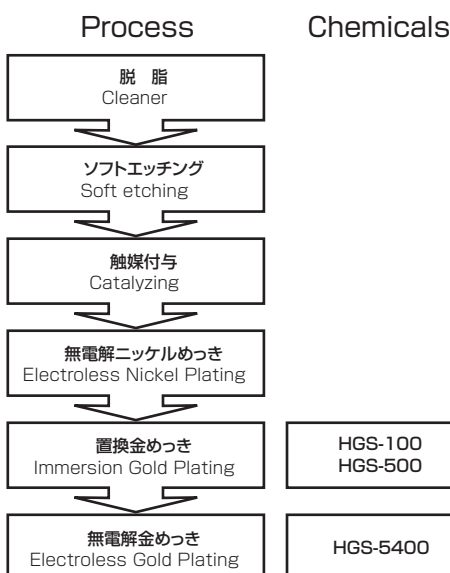 Process
Chemicals
脱 脂
Cleaner
ソフトエッチング
Soft etching
触媒付与
Catalyzing
無電解ニッケルめっき
Electroless Nickel Plating
置換金めっき
Immersion Gold Plating
HGS-100
HGS-500
無電解金めっき
Electroless Gold Plating
HGS-5400